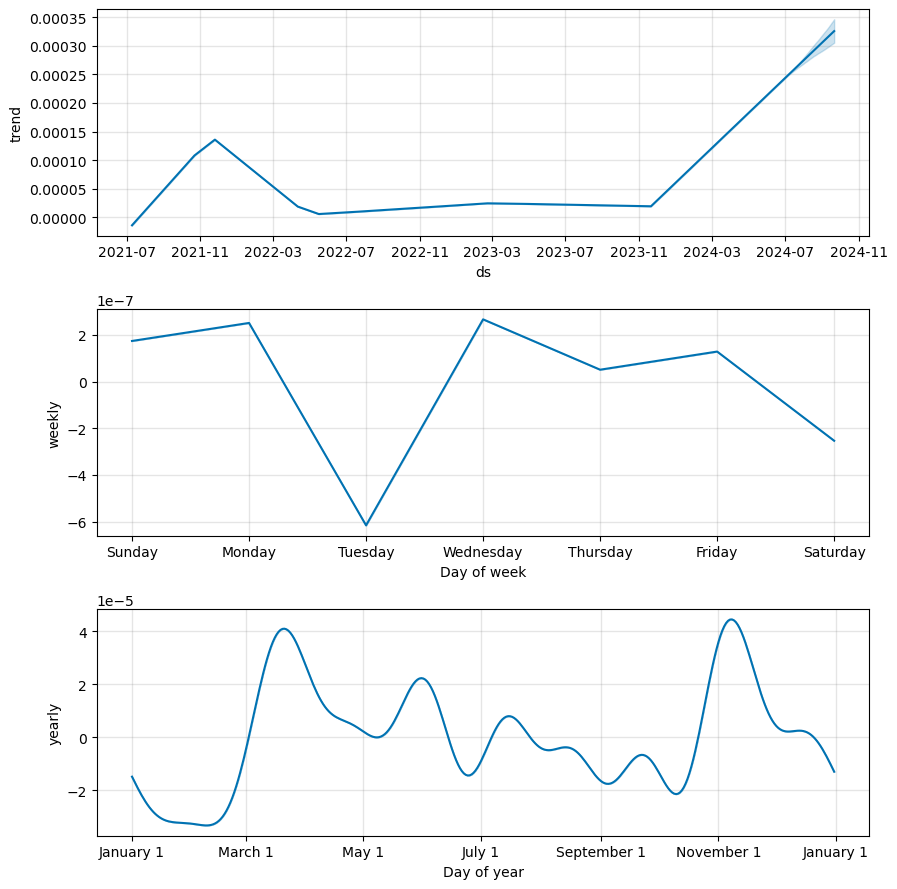 0.00035
0.00030
0.00025
0.00020
0.00015
0.00010
0.00005
0.00000
trend
2021-07 2021-11 2022-03 2022-07 2022-11 2023-03 2023-07 2023-11 2024-03 2024-07 2024-11
ds
1e−7
2
0
−2
−4
−6
weekly
Sunday Monday Tuesday Wednesday Thursday Friday Saturday
Day of week
1e−5
4
2
0
−2
yearly
January 1 March 1 May 1 July 1 September 1 November 1 January 1
Day of year